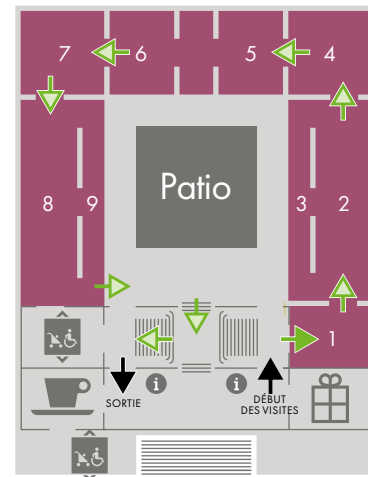 7 6 5 4
Patio
8 9 3 2
1
SORTIE
DÉBUT
DES VISITES
i i